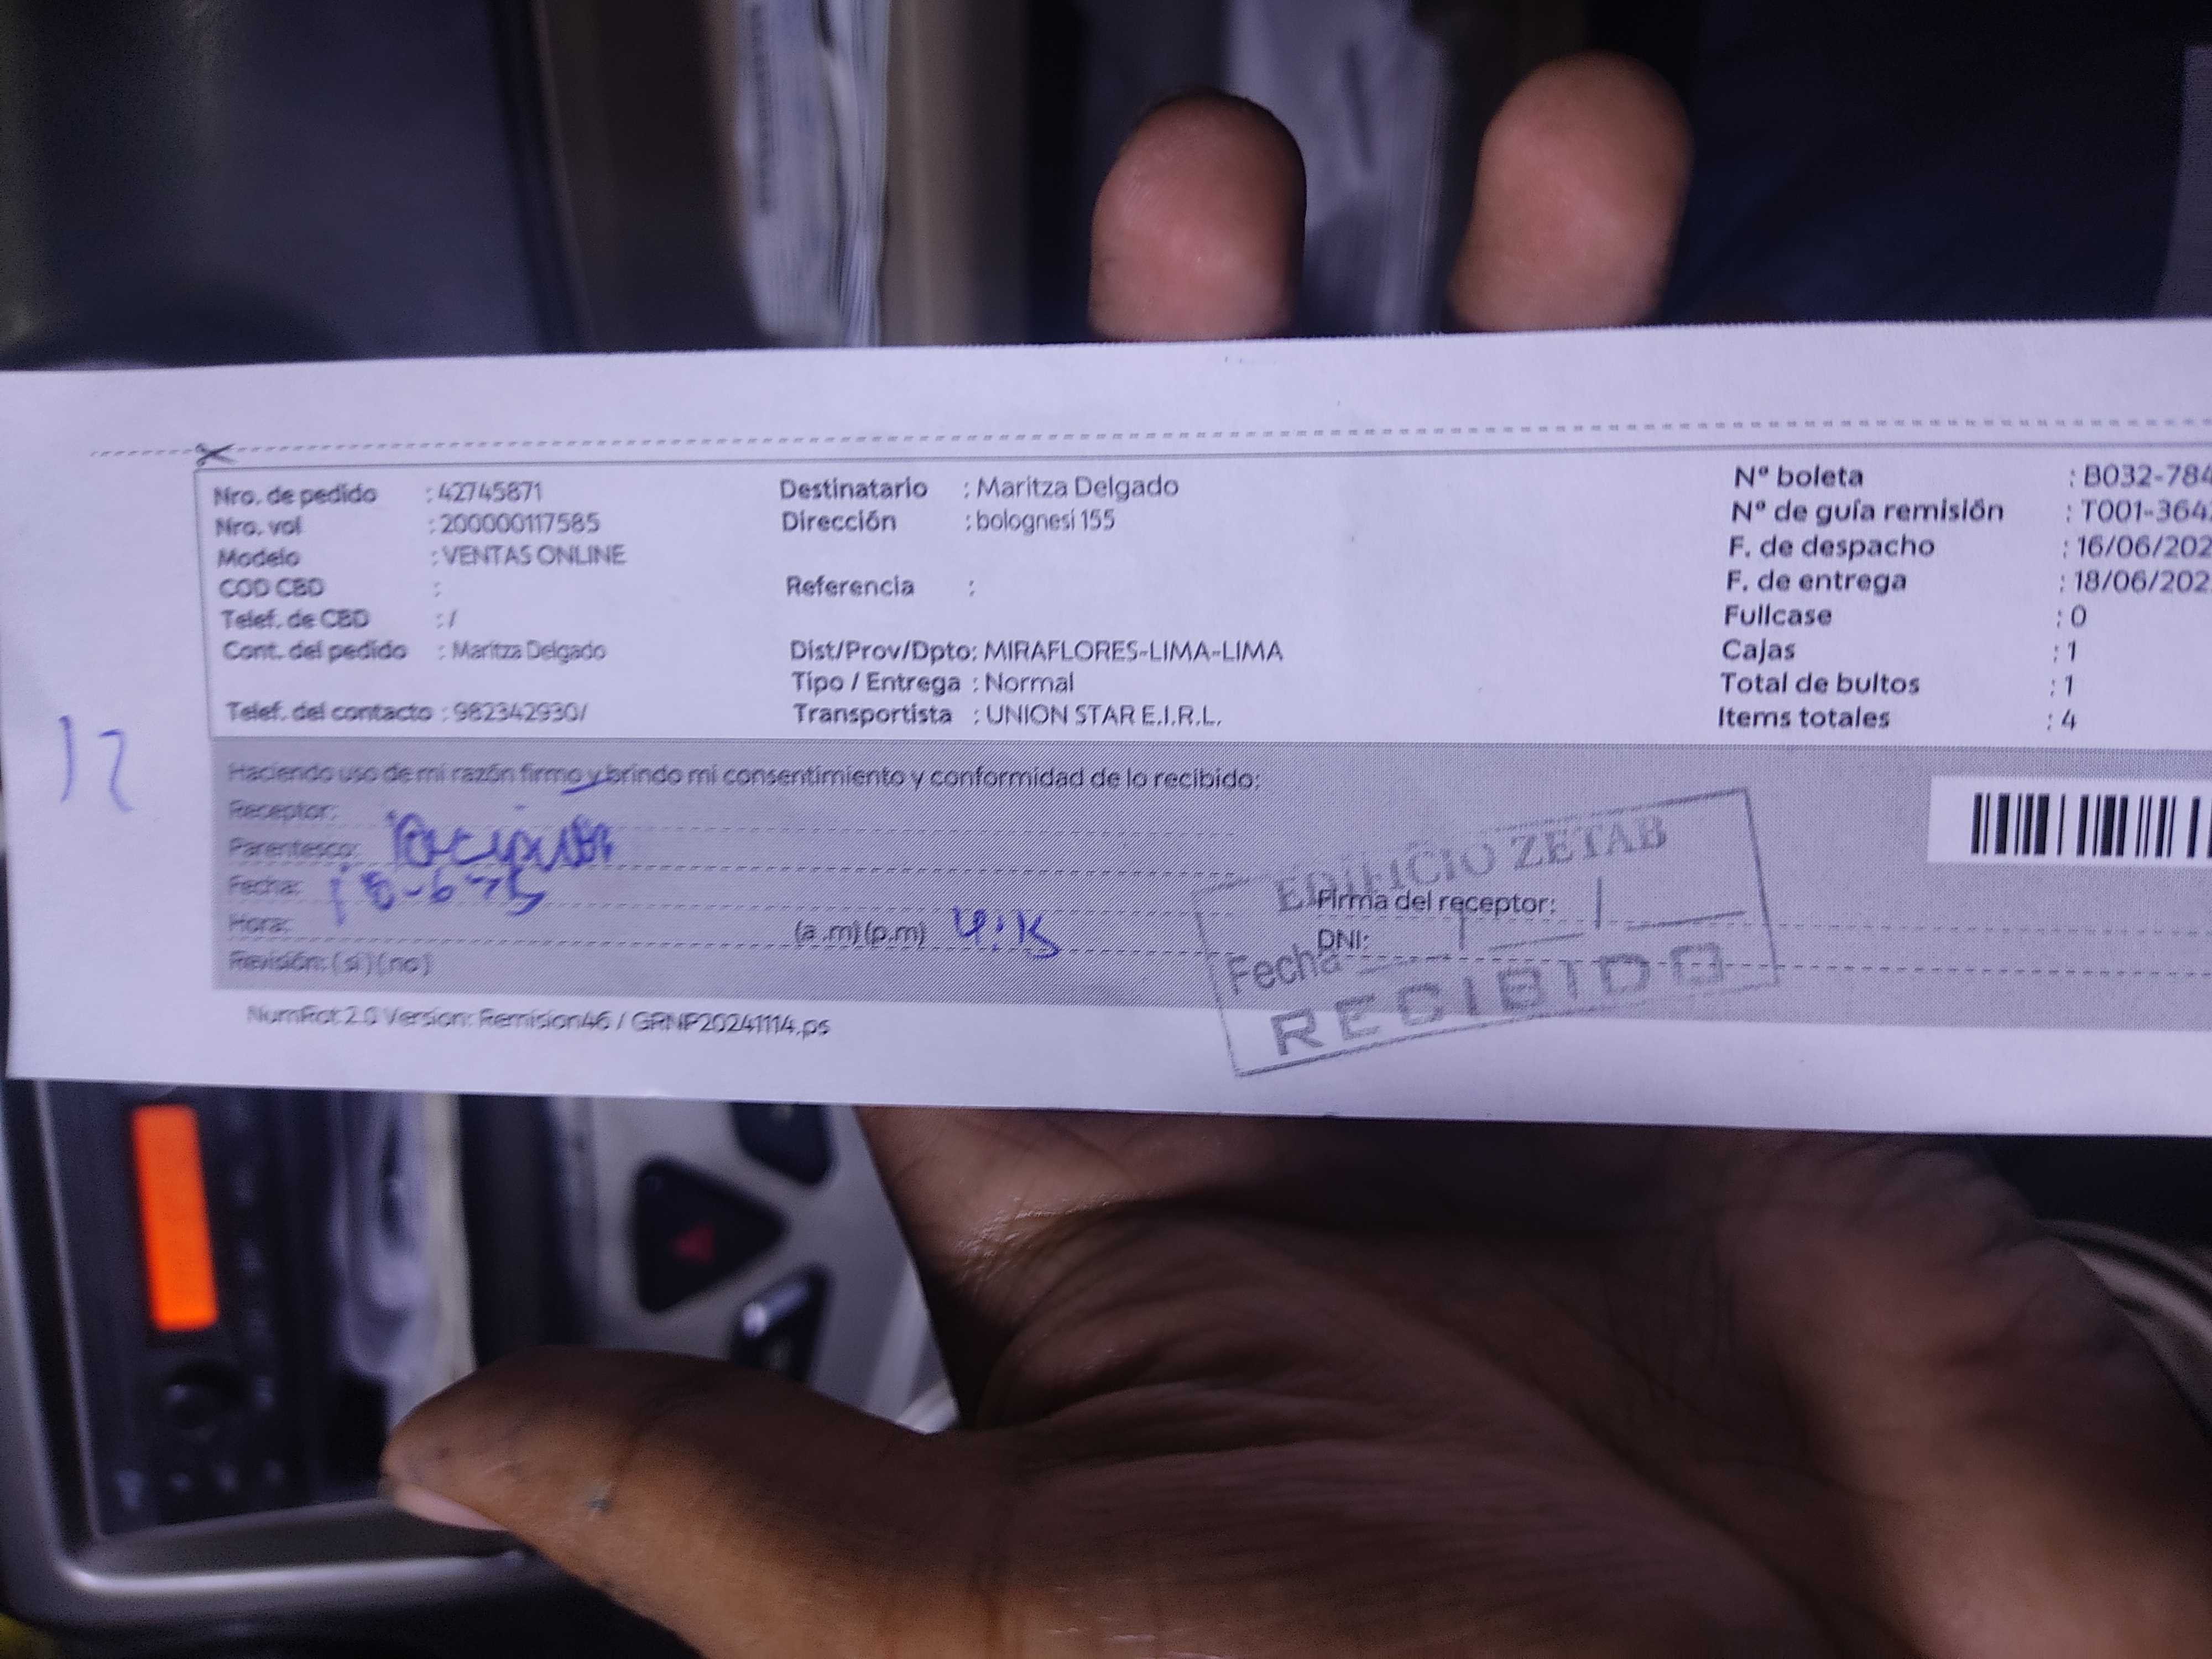 Nro. de pedido : 42745871
Nro. vol : 200000117585
Modelo : VENTAS ONLINE
COD CBD :
Telef. de CBD : /
Cont. del pedido : Maritza Delgado
Telef. del contacto : 982342930/
Destinatario : Maritza Delgado
Dirección : bolognesi 155
Referencia :
Dist/Prov/Dpto: MIRAFLORES-LIMA-LIMA
Tipo / Entrega : Normal
Transportista : UNION STAR E.I.R.L.
Nº boleta : B032-784
Nº de guía remisión : T001-364
F. de despacho : 16/06/202
F. de entrega : 18/06/202
Fullcase : 0
Cajas : 1
Total de bultos : 1
Items totales : 4
12
Haciendo uso de mi razón firmo y brindo mi consentimiento y conformidad de lo recibido:
Receptor:
Parentesco:
Fecha: 18-6-25
Hora: (a.m)(p.m) 4:15
Revisión: (si)(no)
Firma del receptor:
DNI:
EDIFICIO ZETAB
Fecha
RECIBIDO
NumRot 2.0 Version: Remision46 / GRNP20241114.ps